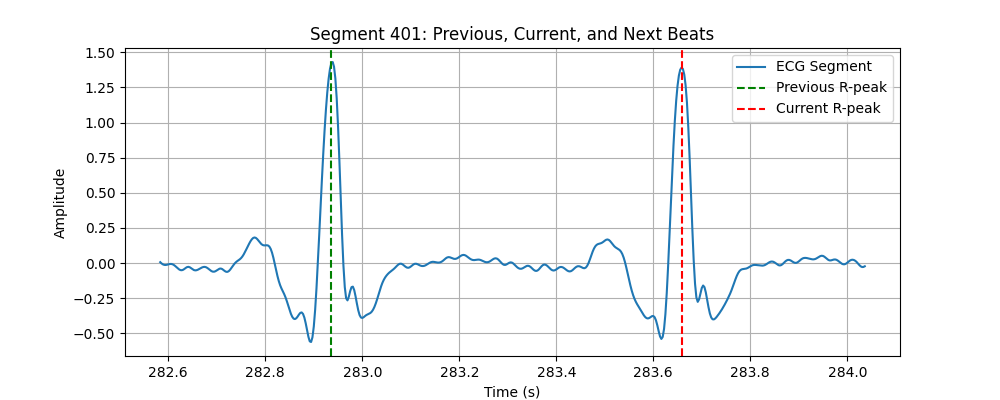 Segment 401: Previous, Current, and Next Beats
ECG Segment
Previous R-peak
Current R-peak
1.50
1.25
1.00
0.75
0.50
0.25
0.00
−0.25
−0.50
Amplitude
282.6 282.8 283.0 283.2 283.4 283.6 283.8 284.0
Time (s)